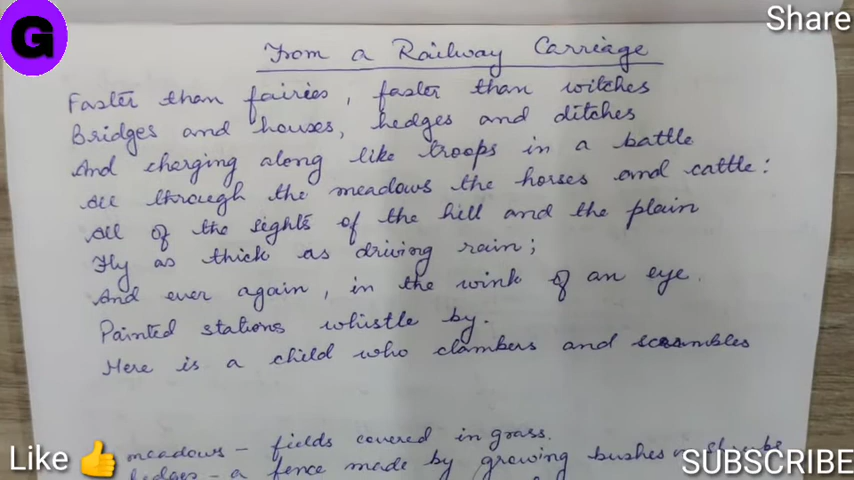 G
Share
From a Railway Carriage
Faster than fairies, faster than witches
Bridges and houses, hedges and ditches
And charging along like troops in a battle
All through the meadows the horses and cattle:
All of the sights of the hill and the plain
Fly as thick as driving rain;
And ever again, in the wink of an eye.
Painted stations whistle by.
Here is a child who clambers and scrambles
meadows - fields covered in grass.
hedges - a fence made by growing bushes
Like
SUBSCRIBE